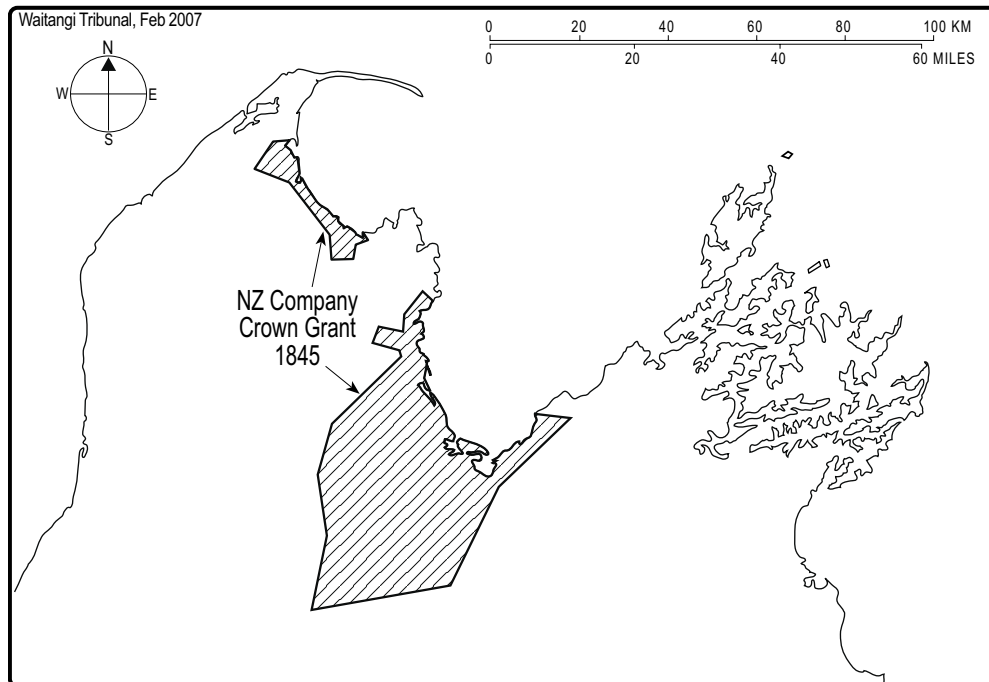 Waitangi Tribunal, Feb 2007
0 20 40 60 80 100 KM
0 20 40 60 MILES
N
W E
S
NZ Company
Crown Grant
1845